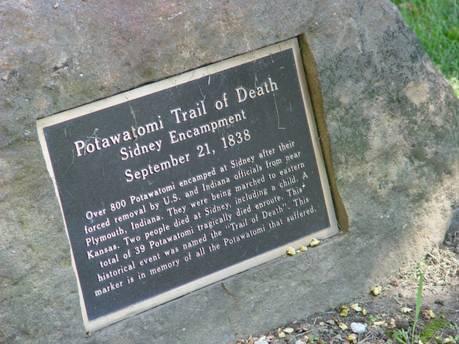 Potawatomi Trail of Death
Sidney Encampment
September 21, 1838
Over 800 Potawatomi encamped at Sidney after their
forced removal by U.S. and Indiana officials from near
Plymouth, Indiana. They were being marched to eastern
Kansas. Two people died at Sidney, including a child. A
total of 39 Potawatomi tragically died enroute. This
historical event was named the "Trail of Death". This
marker is in memory of all the Potawatomi that suffered.